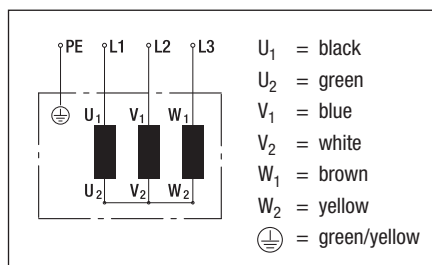 PE L1 L2 L3
U₁ V₁ W₁
U₂ V₂ W₂
U₁ = black
U₂ = green
V₁ = blue
V₂ = white
W₁ = brown
W₂ = yellow
⏚ = green/yellow